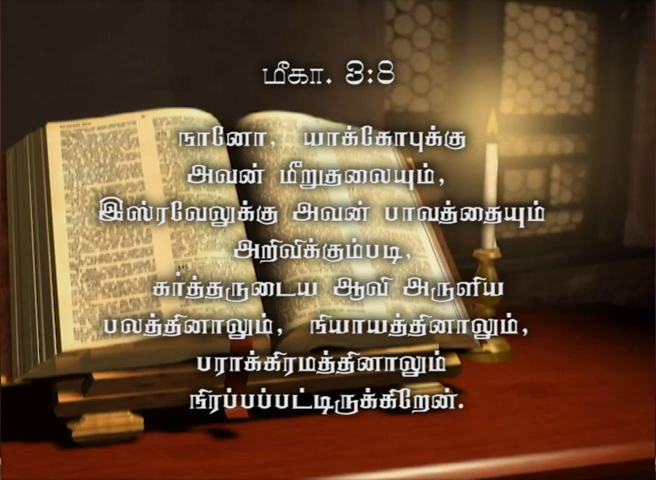 மீகா. 3:8
நானோ, யாக்கோபுக்கு
அவன் மீறுதலையும்,
இஸ்ரவேலுக்கு அவன் பாவத்தையும்
அறிவிக்கும்படி,
கர்த்தருடைய ஆவி அருளிய
பலத்தினாலும், நியாயத்தினாலும்,
பராக்கிரமத்தினாலும்
நிரப்பப்பட்டிருக்கிறேன்.